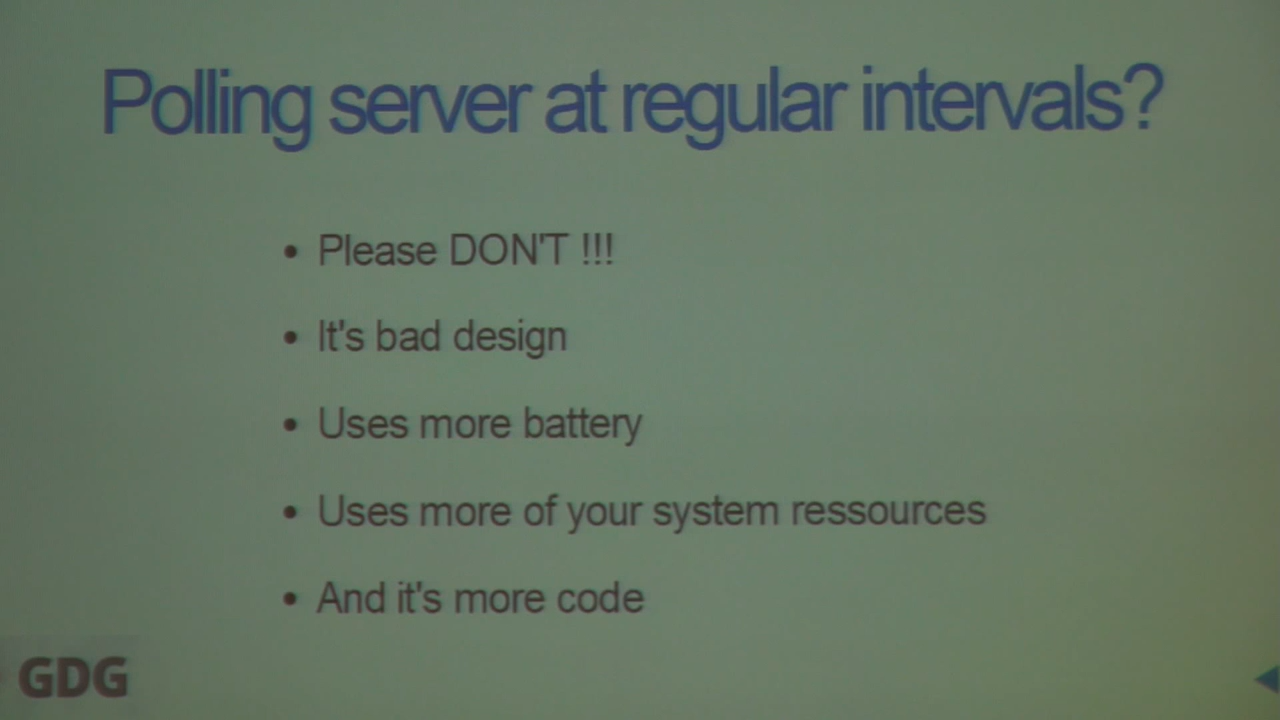 Polling server at regular intervals?
• Please DON'T !!!
• It's bad design
• Uses more battery
• Uses more of your system ressources
• And it's more code
GDG